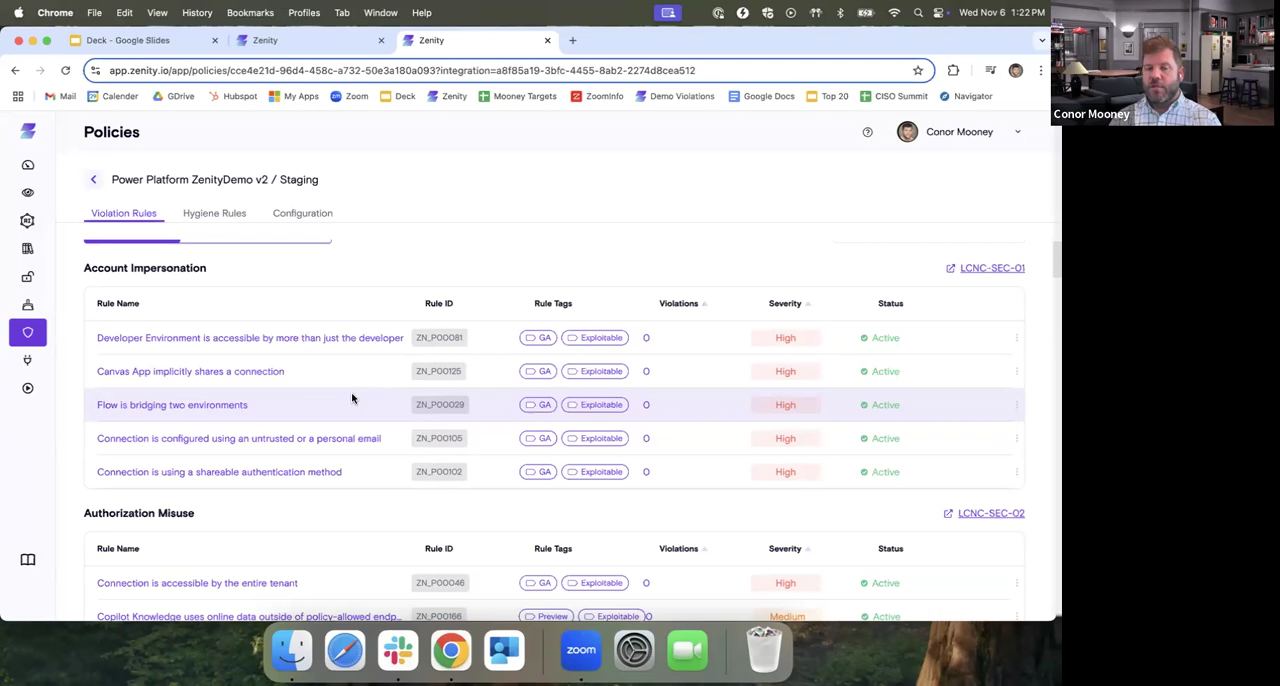 Chrome File Edit View History Bookmarks Profiles Tab Window Help Wed Nov 6 1:22 PM
Deck - Google Slides Zenity Zenity
app.zenity.io/app/policies/cce4e21d-96d4-458c-a732-50e3a180a093?integration=a8f85a19-3bfc-4455-8ab2-2274d8cea512
Mail Calendar GDrive Hubspot My Apps Zoom Deck Zenity Mooney Targets ZoomInfo Demo Violations Google Docs Top 20 CISO Summit Navigator
Conor Mooney
Policies Conor Mooney
Power Platform ZenityDemo v2 / Staging
Violation Rules Hygiene Rules Configuration
Account Impersonation LCNC-SEC-01
Rule Name Rule ID Rule Tags Violations Severity Status
Developer Environment is accessible by more than just the developer ZN_P00081 GA Exploitable 0 High Active
Canvas App implicitly shares a connection ZN_P00125 GA Exploitable 0 High Active
Flow is bridging two environments ZN_P00029 GA Exploitable 0 High Active
Connection is configured using an untrusted or a personal email ZN_P00105 GA Exploitable 0 High Active
Connection is using a shareable authentication method ZN_P00102 GA Exploitable 0 High Active
Authorization Misuse LCNC-SEC-02
Rule Name Rule ID Rule Tags Violations Severity Status
Connection is accessible by the entire tenant ZN_P00046 GA Exploitable 0 High Active
Copilot Knowledge uses online data outside of policy-allowed endp... ZN_P00166 Preview Exploitable 0 Medium Active
zoom